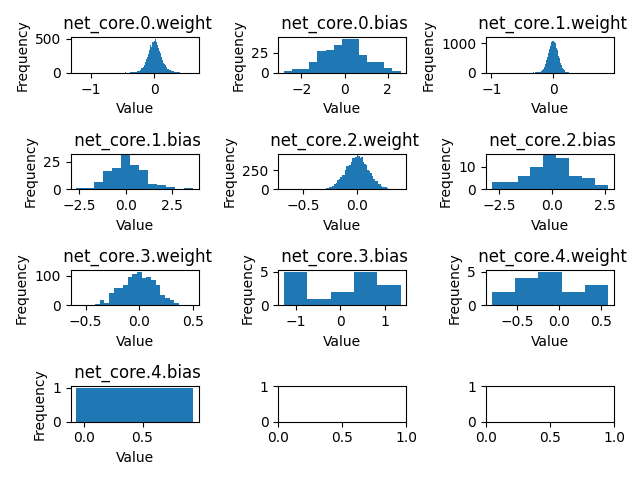 net_core.0.weight
net_core.0.bias
net_core.1.weight
Frequency
500
0
−1
0
Value
Frequency
25
0
−2
0
2
Value
Frequency
1000
0
−1
0
Value
net_core.1.bias
net_core.2.weight
net_core.2.bias
Frequency
25
0
−2.5
0.0
2.5
Value
Frequency
250
0
−0.5
0.0
Value
Frequency
10
0
−2.5
0.0
2.5
Value
net_core.3.weight
net_core.3.bias
net_core.4.weight
Frequency
100
0
−0.5
0.0
0.5
Value
Frequency
5
0
−1
0
1
Value
Frequency
5
0
−0.5
0.0
0.5
Value
net_core.4.bias
Frequency
1
0
0.0
0.5
Value
1
0
0.0
0.5
1.0
1
0
0.0
0.5
1.0